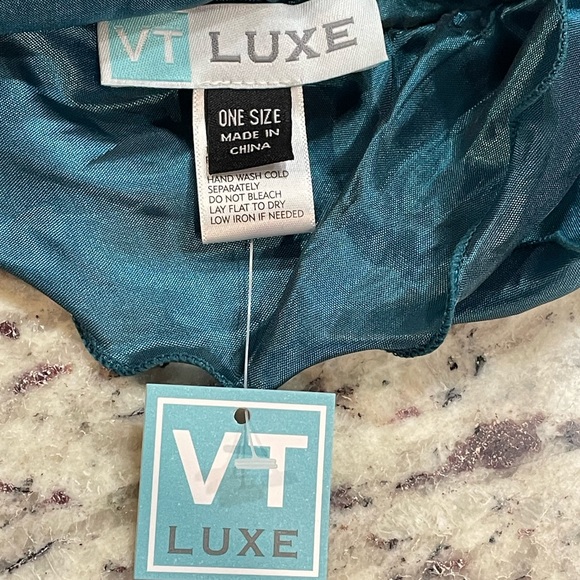 VT LUXE
ONE SIZE
MADE IN
CHINA
HAND WASH COLD
SEPARATELY
DO NOT BLEACH
LAY FLAT TO DRY
LOW IRON IF NEEDED
VT
LUXE